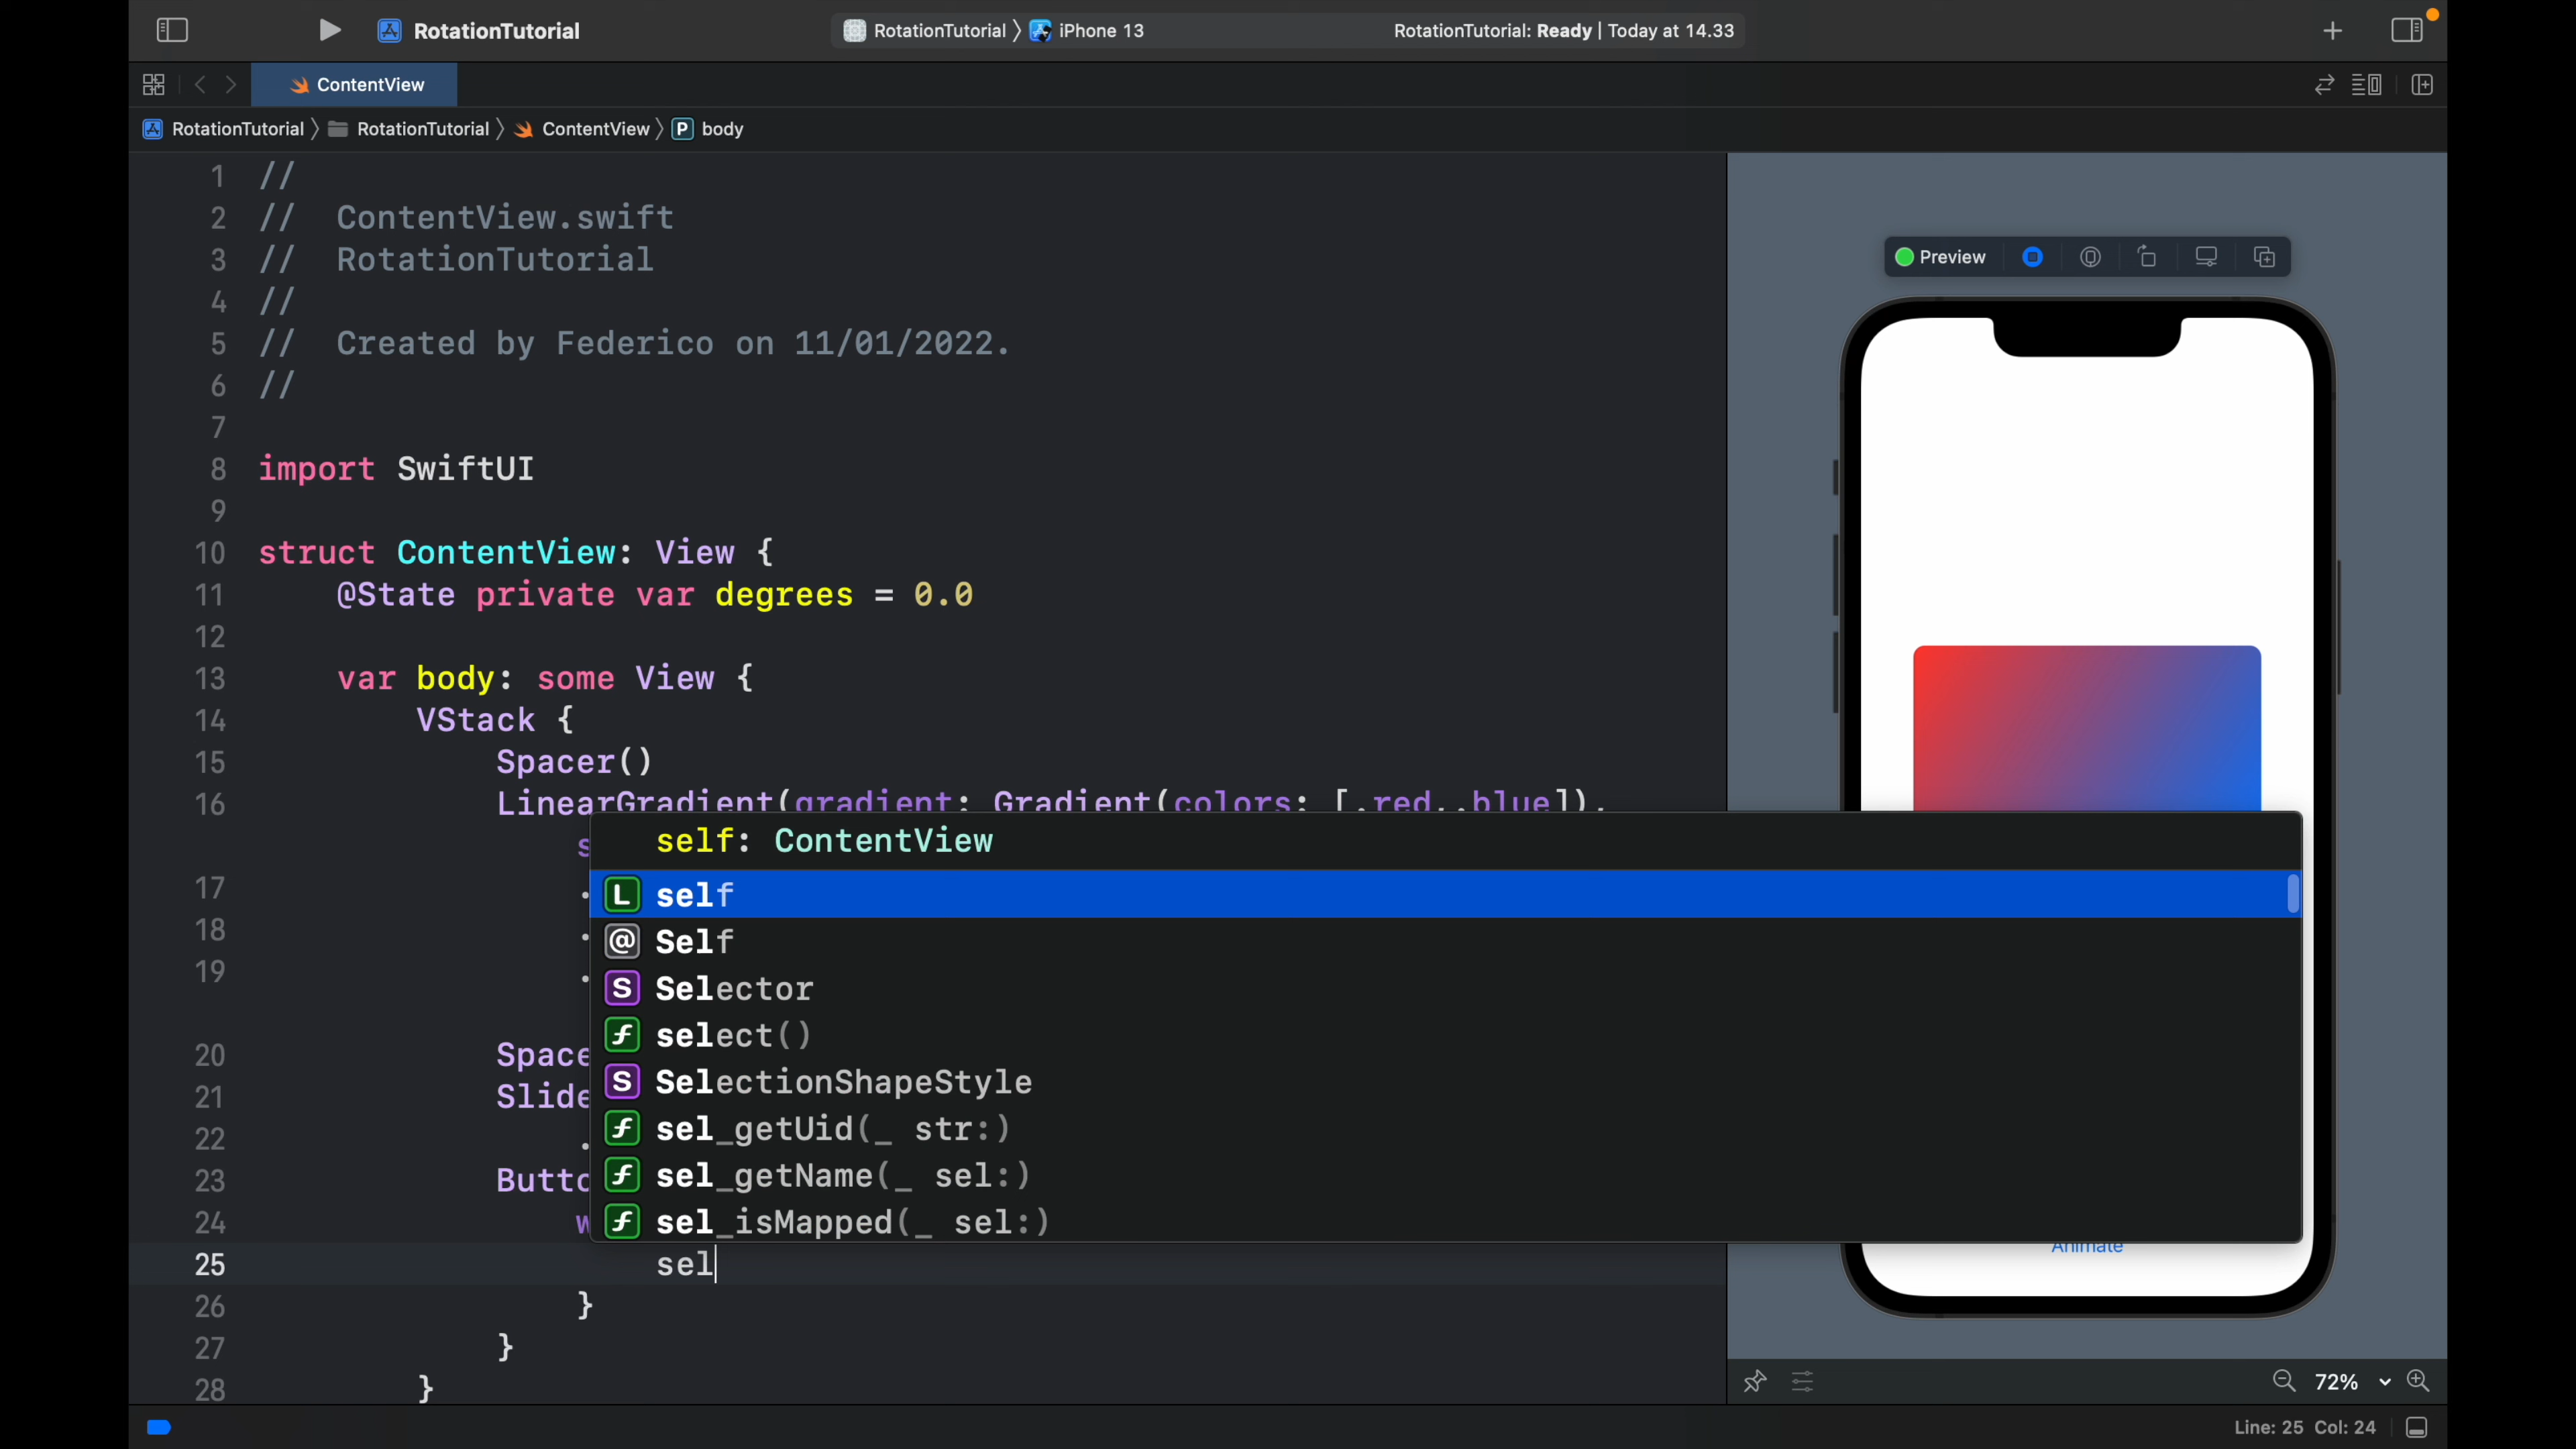 RotationTutorial
RotationTutorial 〉 iPhone 13
RotationTutorial: Ready | Today at 14.33
ContentView
RotationTutorial 〉 RotationTutorial 〉 ContentView 〉 P body
1 //
2 //  ContentView.swift
3 //  RotationTutorial
4 //
5 //  Created by Federico on 11/01/2022.
6 //
7
8 import SwiftUI
9
10 struct ContentView: View {
11     @State private var degrees = 0.0
12
13     var body: some View {
14         VStack {
15             Spacer()
16             LinearGradient(gradient: Gradient(colors: [.red, .blue]),
s
17 .
18 .
19 .
20             Space
21             Slide
22 .
23             Butto
24                 w
25                     sel
26                 }
27             }
28         }
self: ContentView
L self
@ Self
S Selector
f select()
S SelectionShapeStyle
f sel_getUid(_ str:)
f sel_getName(_ sel:)
f sel_isMapped(_ sel:)
Preview
Animate
72%
Line: 25 Col: 24